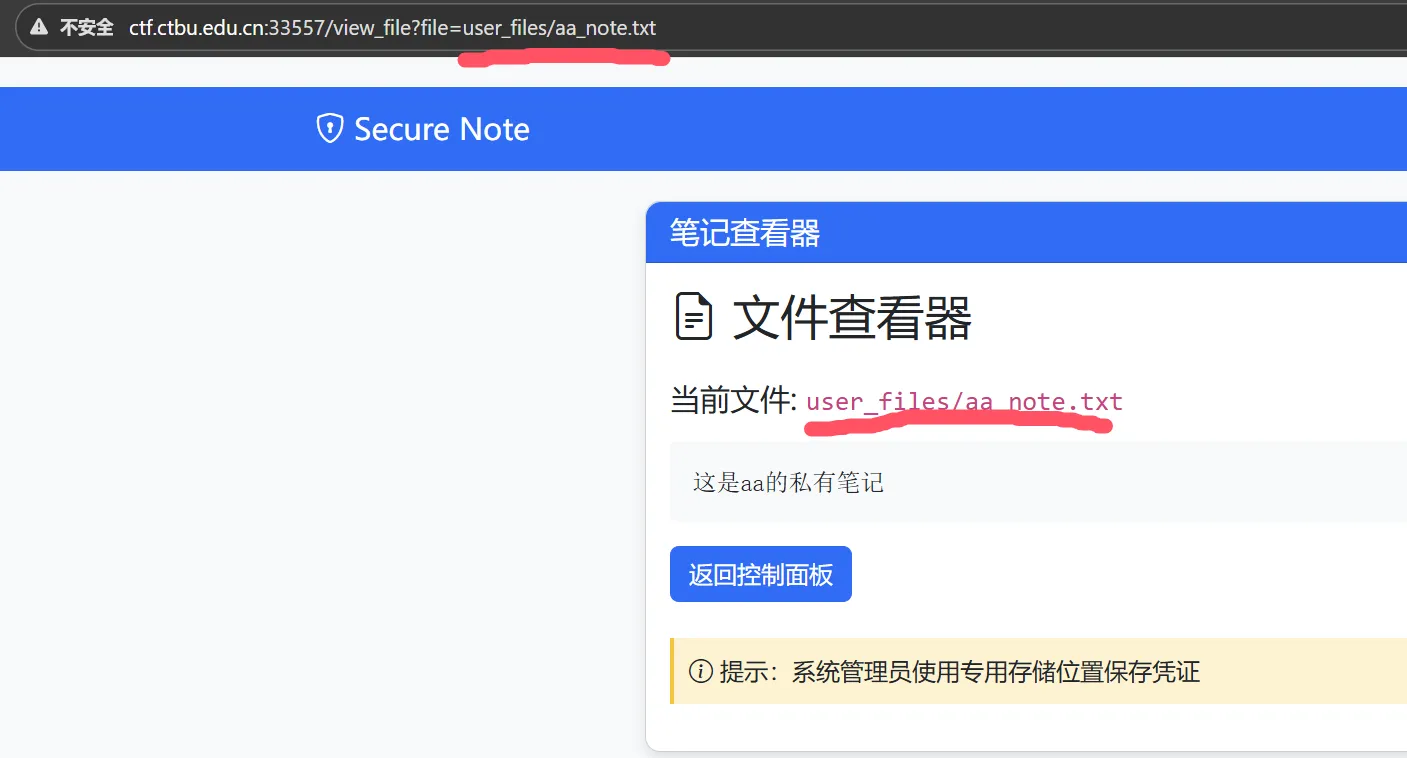 不安全 ctf.ctbu.edu.cn:33557/view_file?file=user_files/aa_note.txt
Secure Note
笔记查看器
文件查看器
当前文件: user_files/aa_note.txt
这是aa的私有笔记
返回控制面板
提示：系统管理员使用专用存储位置保存凭证